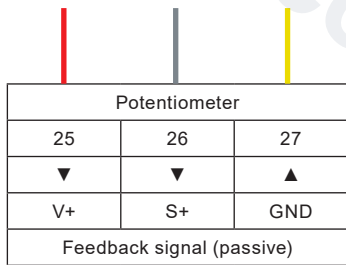 Potentiometer
25 26 27
▼ ▼ ▲
V+ S+ GND
Feedback signal (passive)